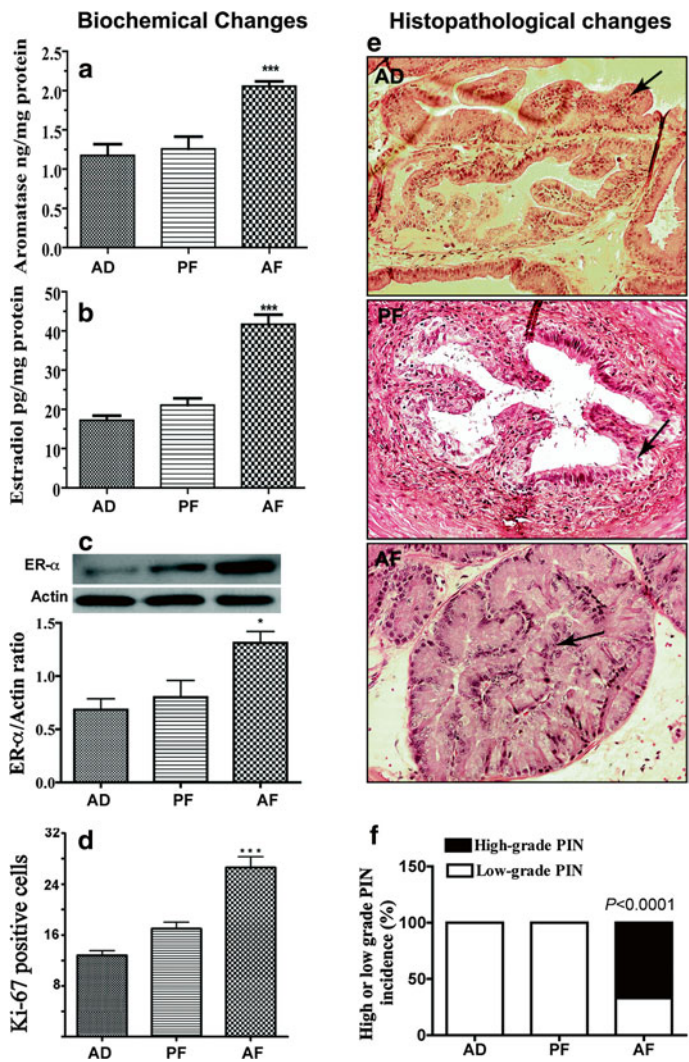 Biochemical Changes
a
Aromatase ng/mg protein
2.5
2.0
1.5
1.0
0.5
0.0
***
AD PF AF
b
Estradiol pg/mg protein
50
40
30
20
10
0
***
AD PF AF
c
ER-α
Actin
ER-α/Actin ratio
1.5
1.0
0.5
0.0
*
AD PF AF
d
Ki-67 positive cells
32
24
16
8
***
AD PF AF
Histopathological changes
e
AD
PF
AF
f
High-grade PIN
Low-grade PIN
High or low grade PIN
incidence (%)
150
100
50
0
P<0.0001
AD PF AF